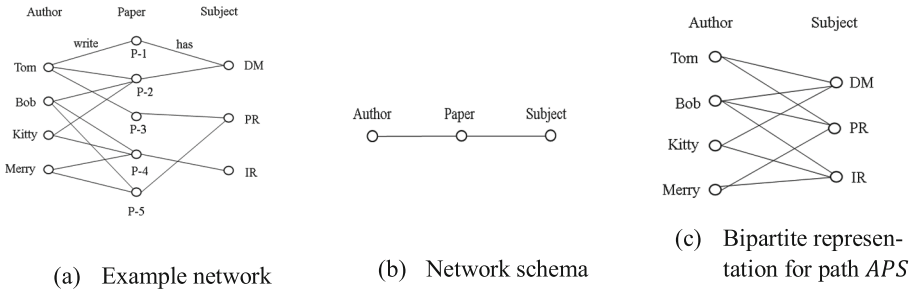 Author Paper Subject
write has
Tom
Bob
Kitty
Merry
P-1
P-2
P-3
P-4
P-5
DM
PR
IR
(a) Example network
Author Paper Subject
(b) Network schema
Author Subject
Tom
Bob
Kitty
Merry
DM
PR
IR
(c) Bipartite represen-
tation for path APS